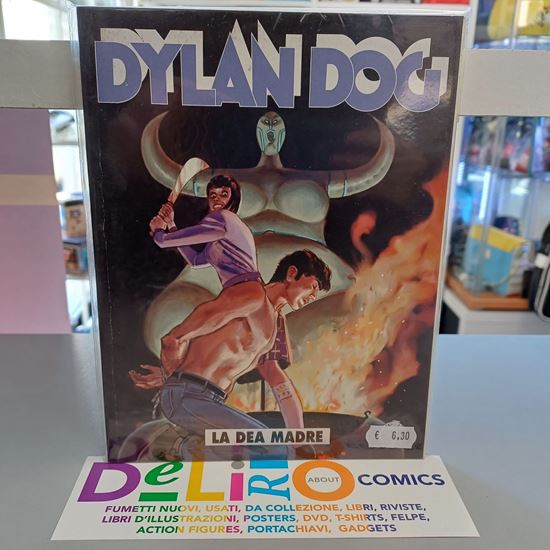 DYLAN DOG
LA DEA MADRE
€ 6.30
DeLiRiO ABOUT COMICS
FUMETTI NUOVI, USATI, DA COLLEZIONE, LIBRI, RIVISTE,
LIBRI D'ILLUSTRAZIONI, POSTERS, DVD, T-SHIRTS, FELPE,
ACTION FIGURES, PORTACHIAVI, GADGETS